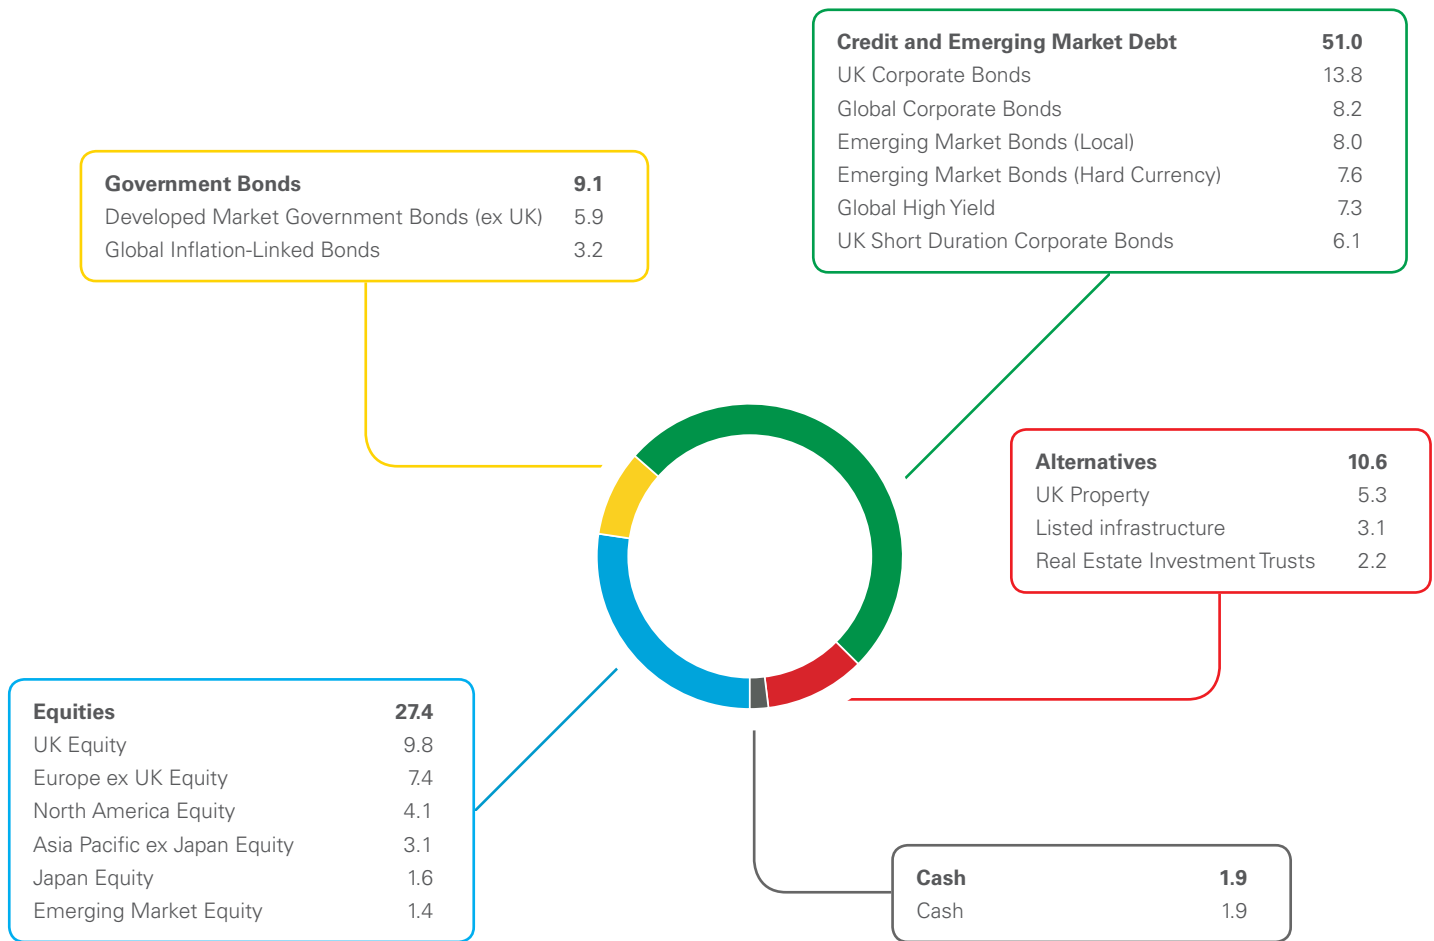 Credit and Emerging Market Debt 51.0
UK Corporate Bonds 13.8
Global Corporate Bonds 8.2
Emerging Market Bonds (Local) 8.0
Emerging Market Bonds (Hard Currency) 7.6
Global High Yield 7.3
UK Short Duration Corporate Bonds 6.1
Government Bonds 9.1
Developed Market Government Bonds (ex UK) 5.9
Global Inflation-Linked Bonds 3.2
Alternatives 10.6
UK Property 5.3
Listed infrastructure 3.1
Real Estate Investment Trusts 2.2
Equities 27.4
UK Equity 9.8
Europe ex UK Equity 7.4
North America Equity 4.1
Asia Pacific ex Japan Equity 3.1
Japan Equity 1.6
Emerging Market Equity 1.4
Cash 1.9
Cash 1.9